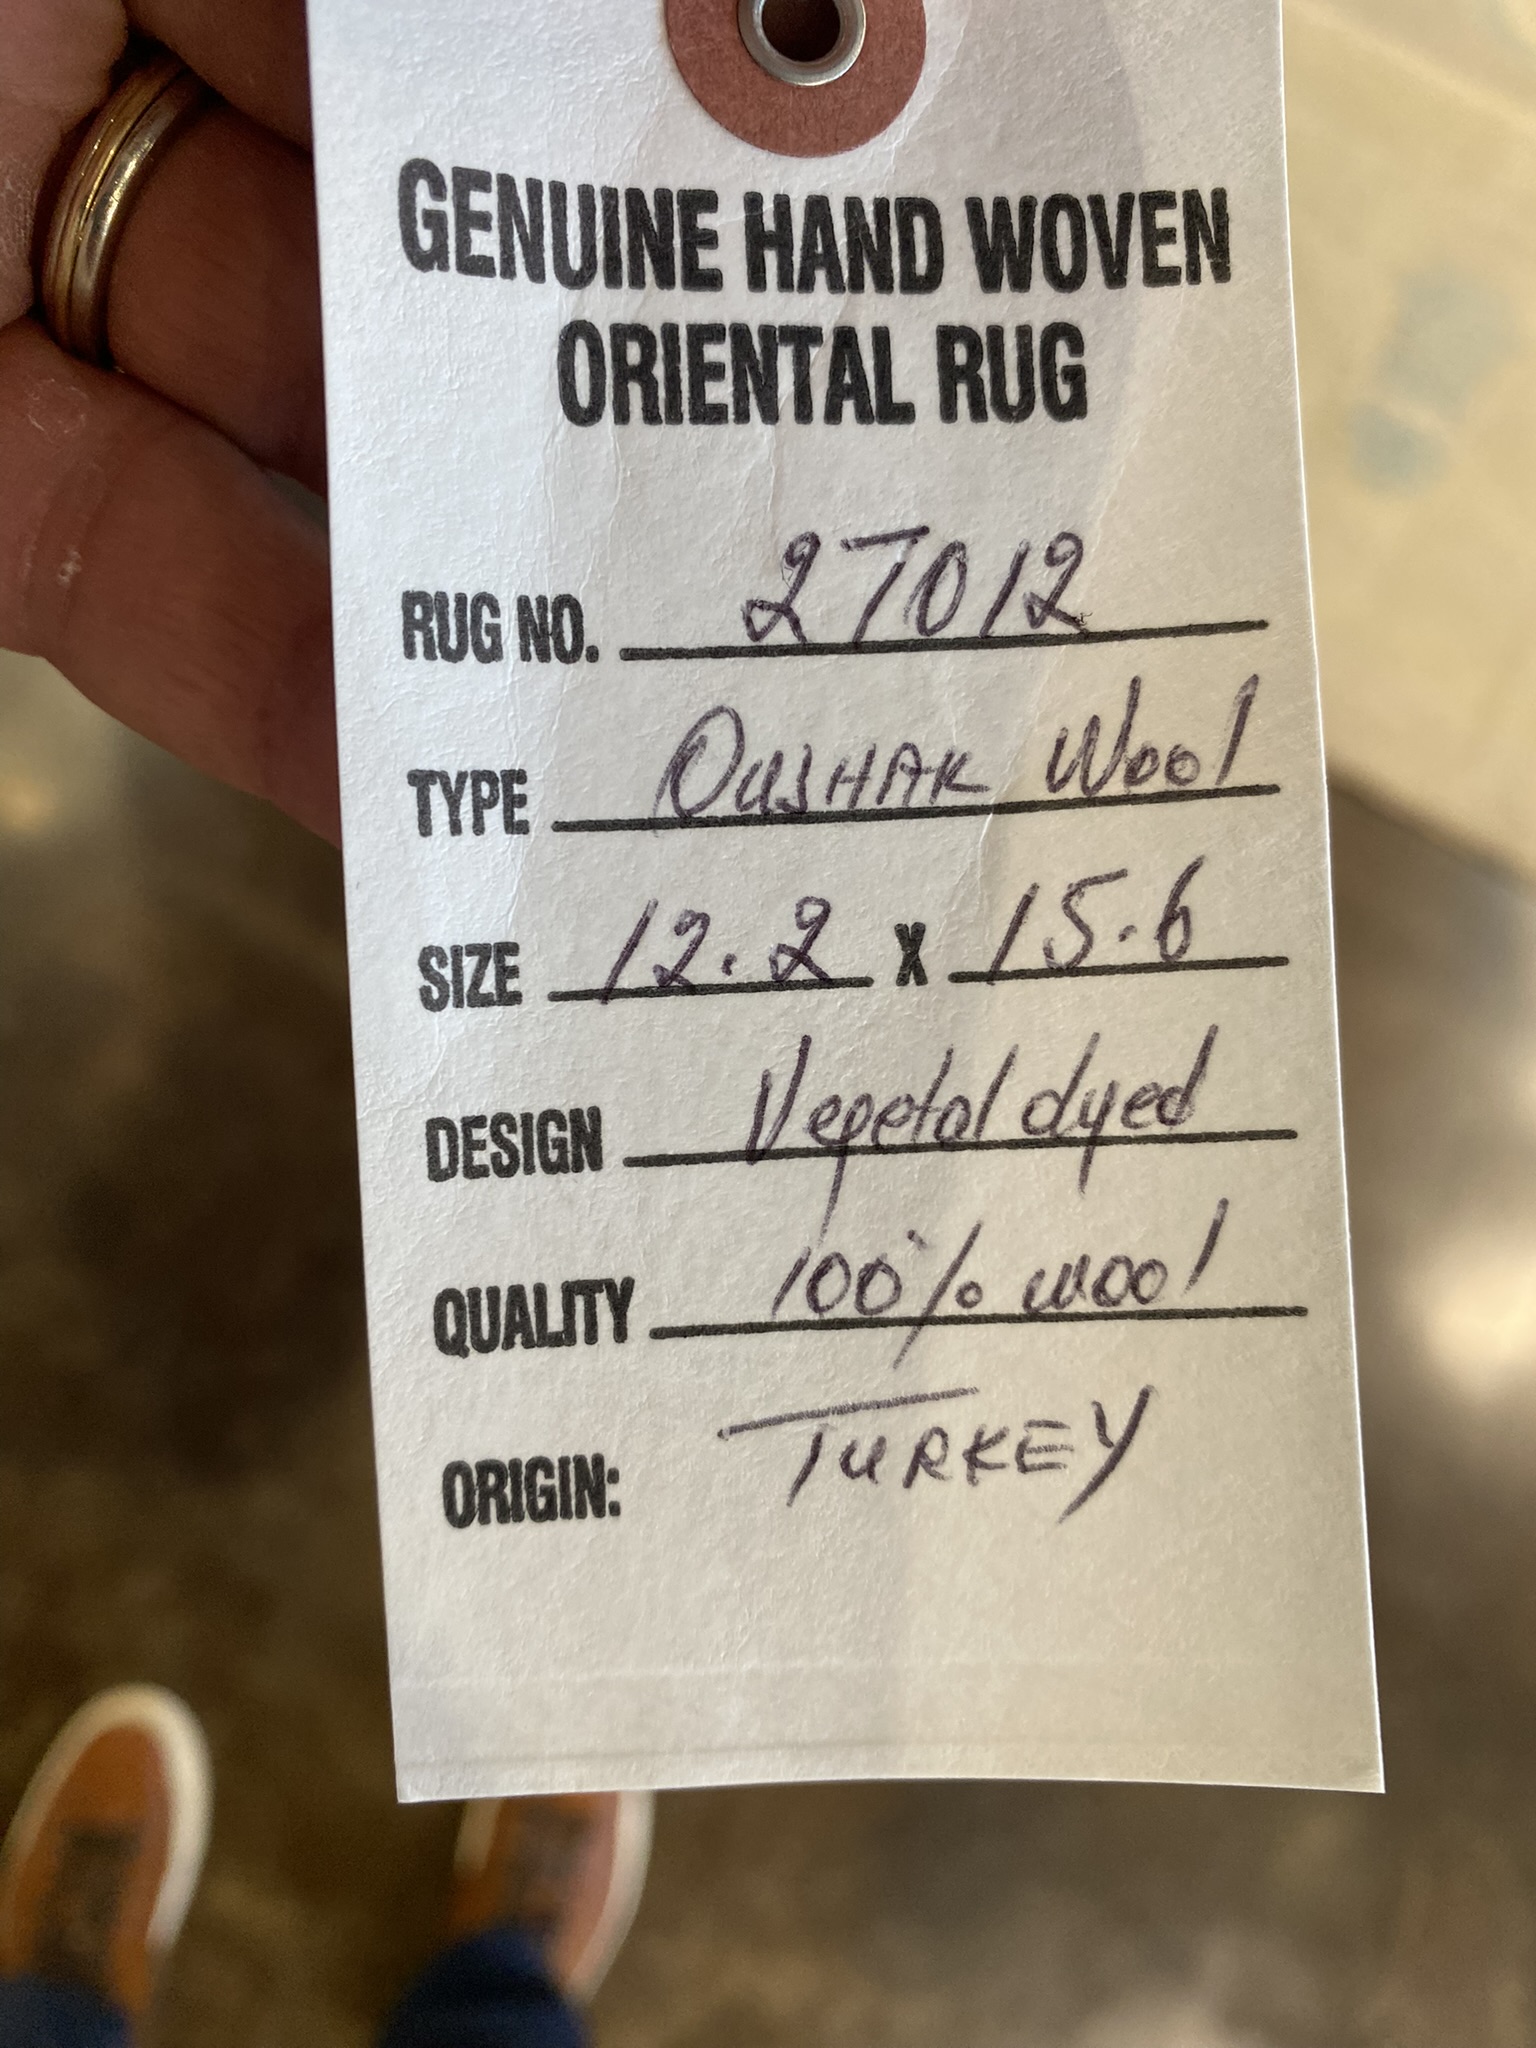 GENUINE HAND WOVEN
ORIENTAL RUG
RUG NO. 27012
TYPE OUSHAK Wool
SIZE 12.2 X 15.6
DESIGN Vegetal dyed
QUALITY 100% wool
ORIGIN: TURKEY